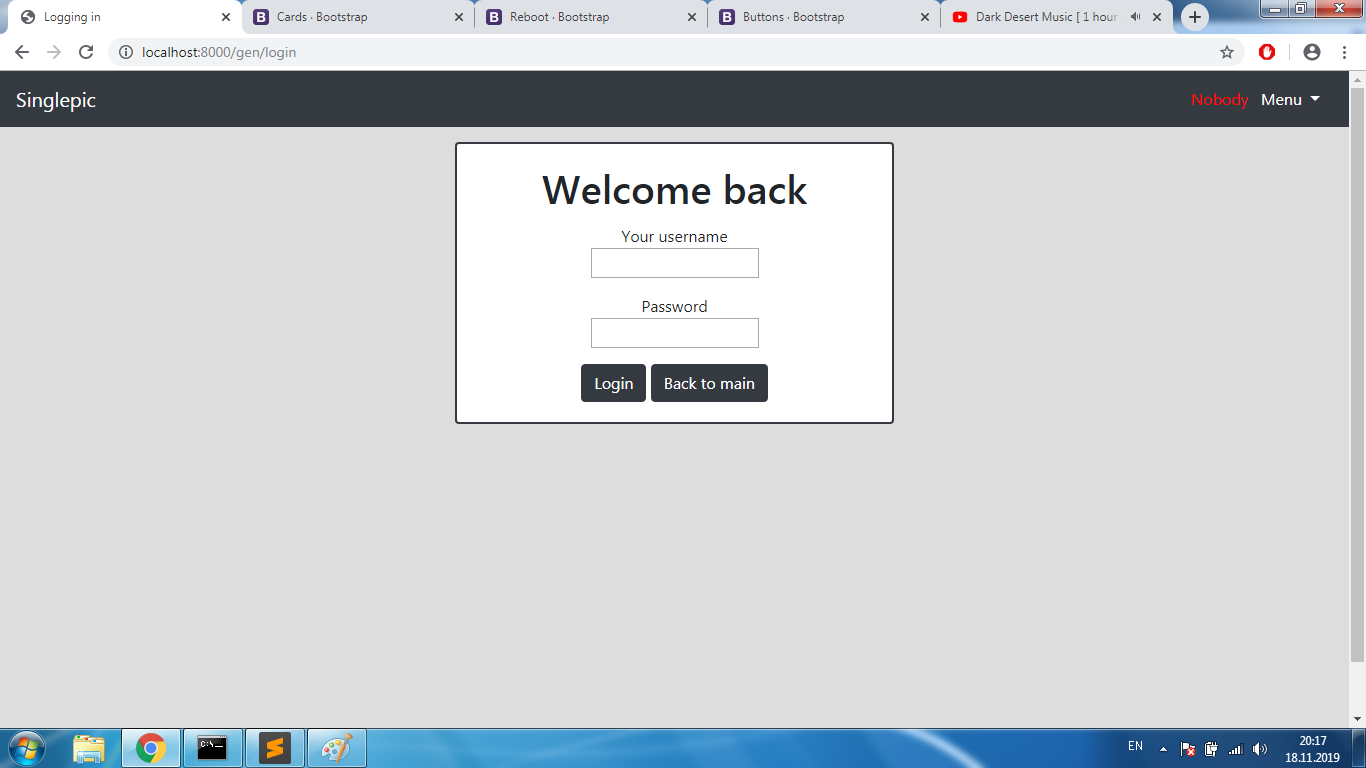 Logging in
Cards · Bootstrap
Reboot · Bootstrap
Buttons · Bootstrap
Dark Desert Music [ 1 hour
localhost:8000/gen/login
Singlepic
Nobody
Menu
Welcome back
Your username
Password
Login
Back to main
C:\
EN
20:17
18.11.2019